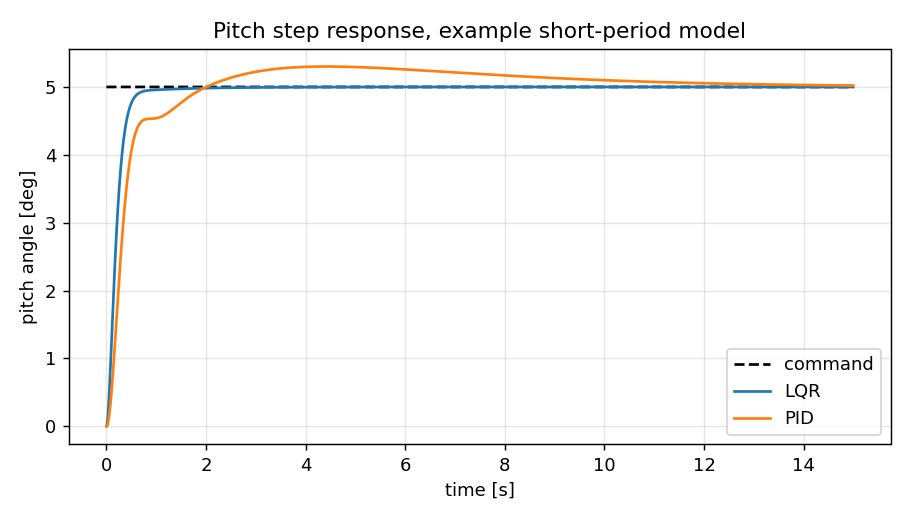 Pitch step response, example short-period model
pitch angle [deg]
5
4
3
2
1
0
0 2 4 6 8 10 12 14
time [s]
command
LQR
PID